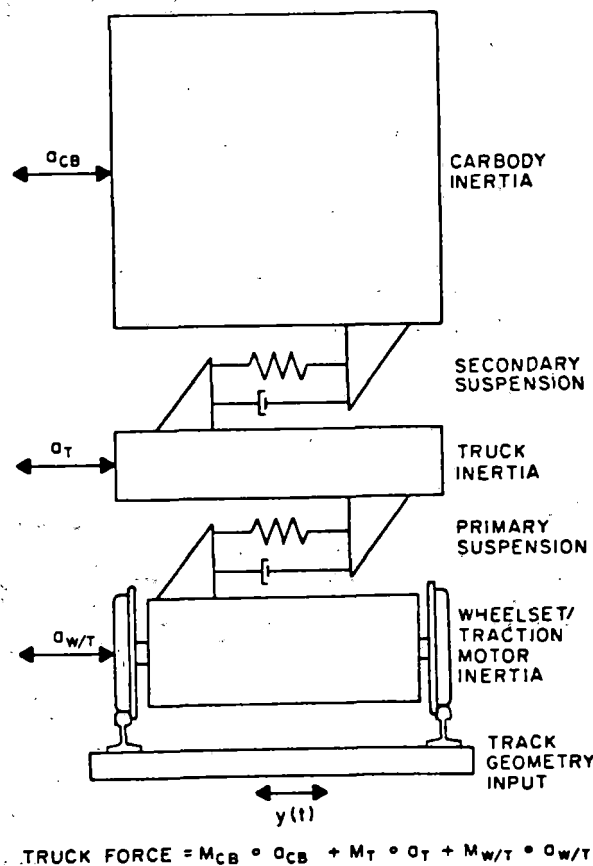 a_CB
CARBODY
INERTIA
SECONDARY
SUSPENSION
a_T
TRUCK
INERTIA
PRIMARY
SUSPENSION
a_W/T
WHEELSET/
TRACTION
MOTOR
INERTIA
TRACK
GEOMETRY
INPUT
y(t)
TRUCK FORCE = M_CB • a_CB + M_T • a_T + M_W/T • a_W/T